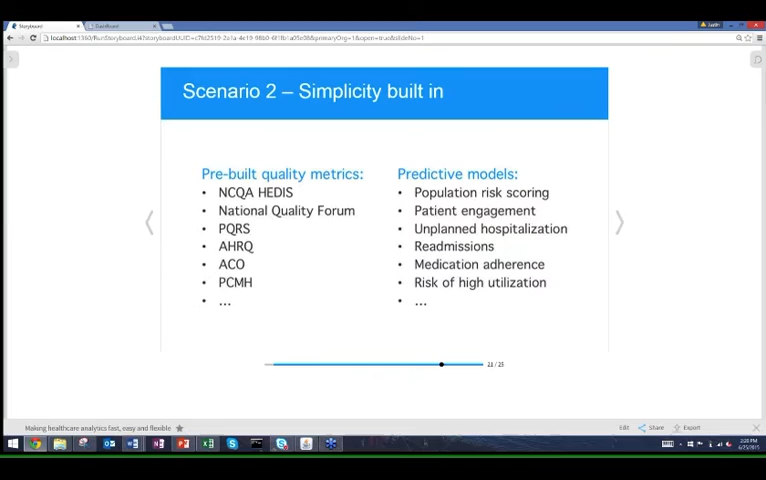 Storyboard
Dashboard
Scenario 2 – Simplicity built in
Pre-built quality metrics:
• NCQA HEDIS
• National Quality Forum
• PQRS
• AHRQ
• ACO
• PCMH
• ...
Predictive models:
• Population risk scoring
• Patient engagement
• Unplanned hospitalization
• Readmissions
• Medication adherence
• Risk of high utilization
• ...
21 / 25
Making healthcare analytics fast, easy and flexible
Edit
Share
Export